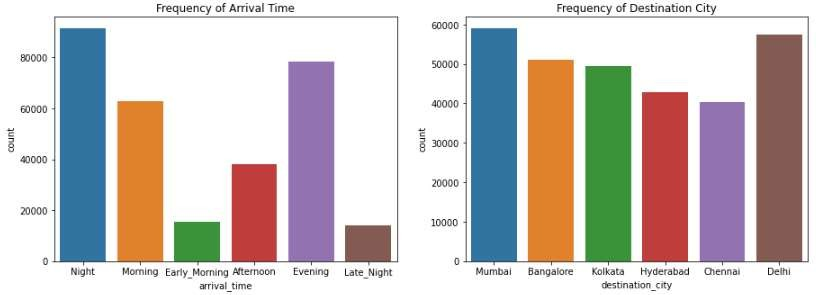 Frequency of Arrival Time
count
80000
60000
40000
20000
0
Night Morning Early_Morning Afternoon Evening Late_Night
arrival_time
Frequency of Destination City
count
60000
50000
40000
30000
20000
10000
0
Mumbai Bangalore Kolkata Hyderabad Chennai Delhi
destination_city